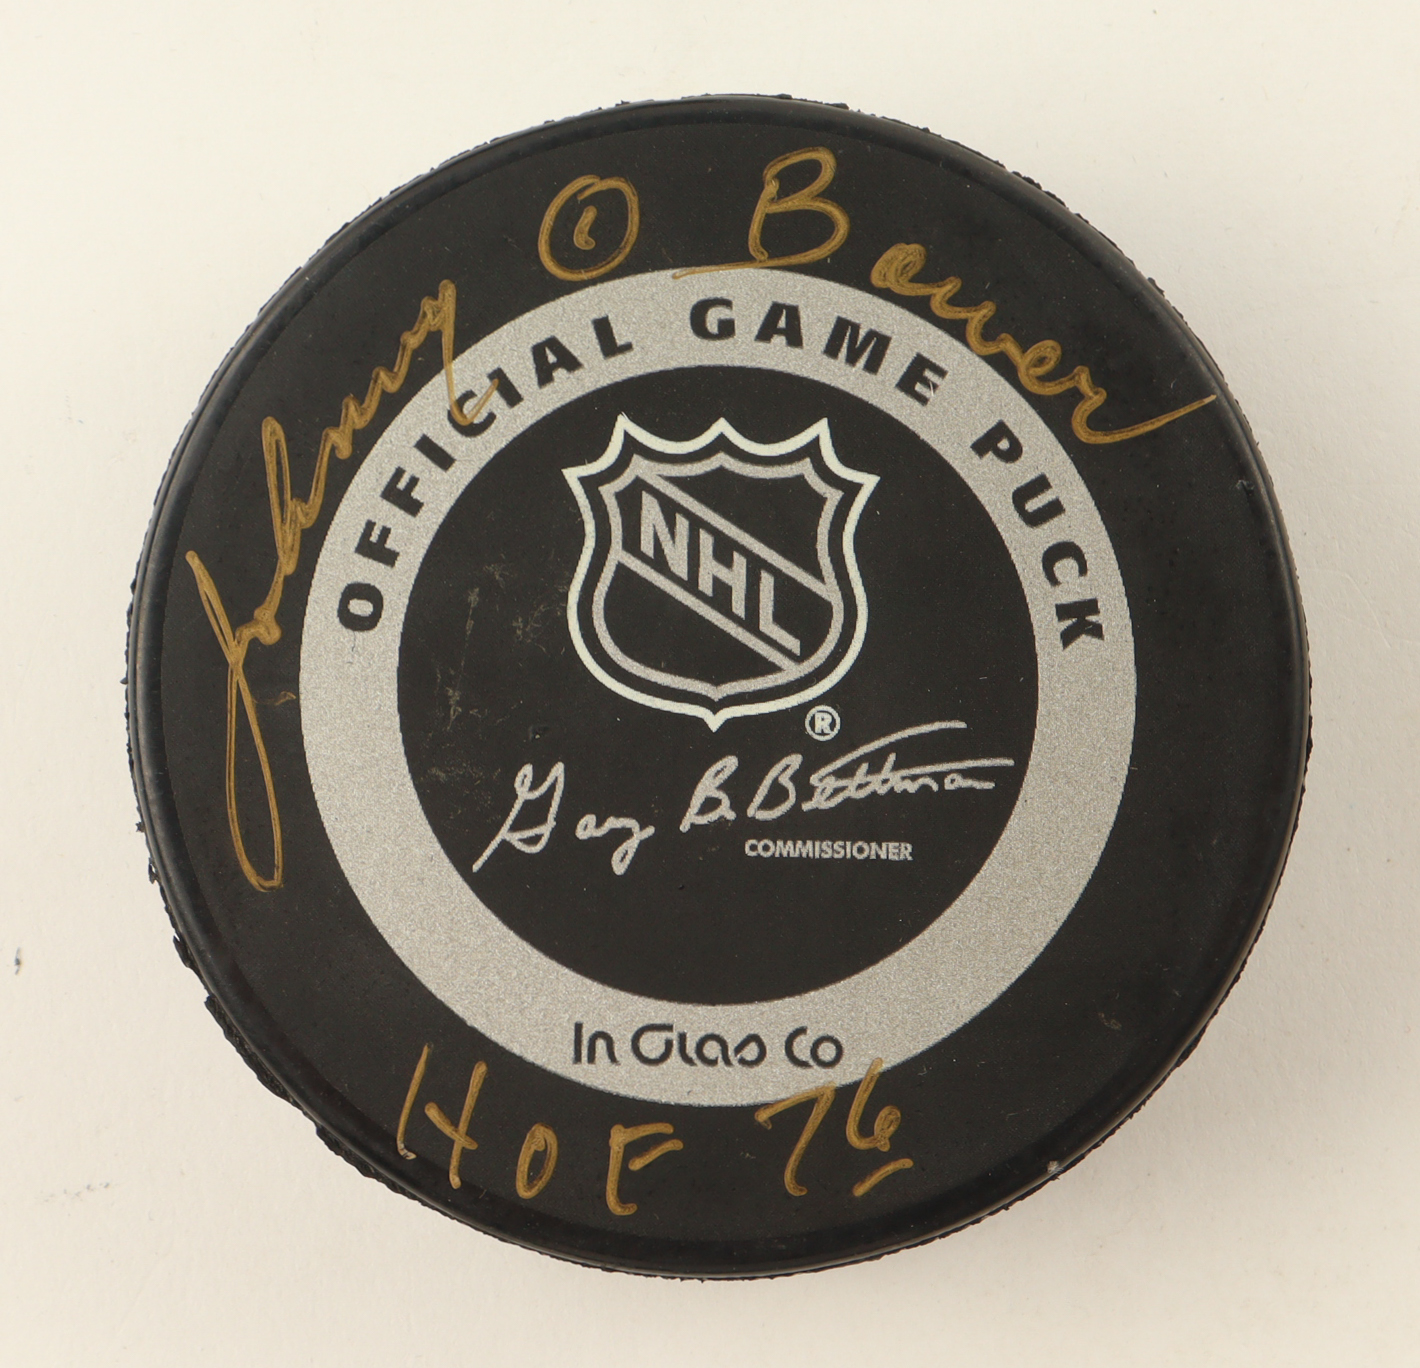 Johnny ① Bower
OFFICIAL GAME PUCK
NHL
®
Gary B. Bettman
COMMISSIONER
In Glas Co
HOF 76